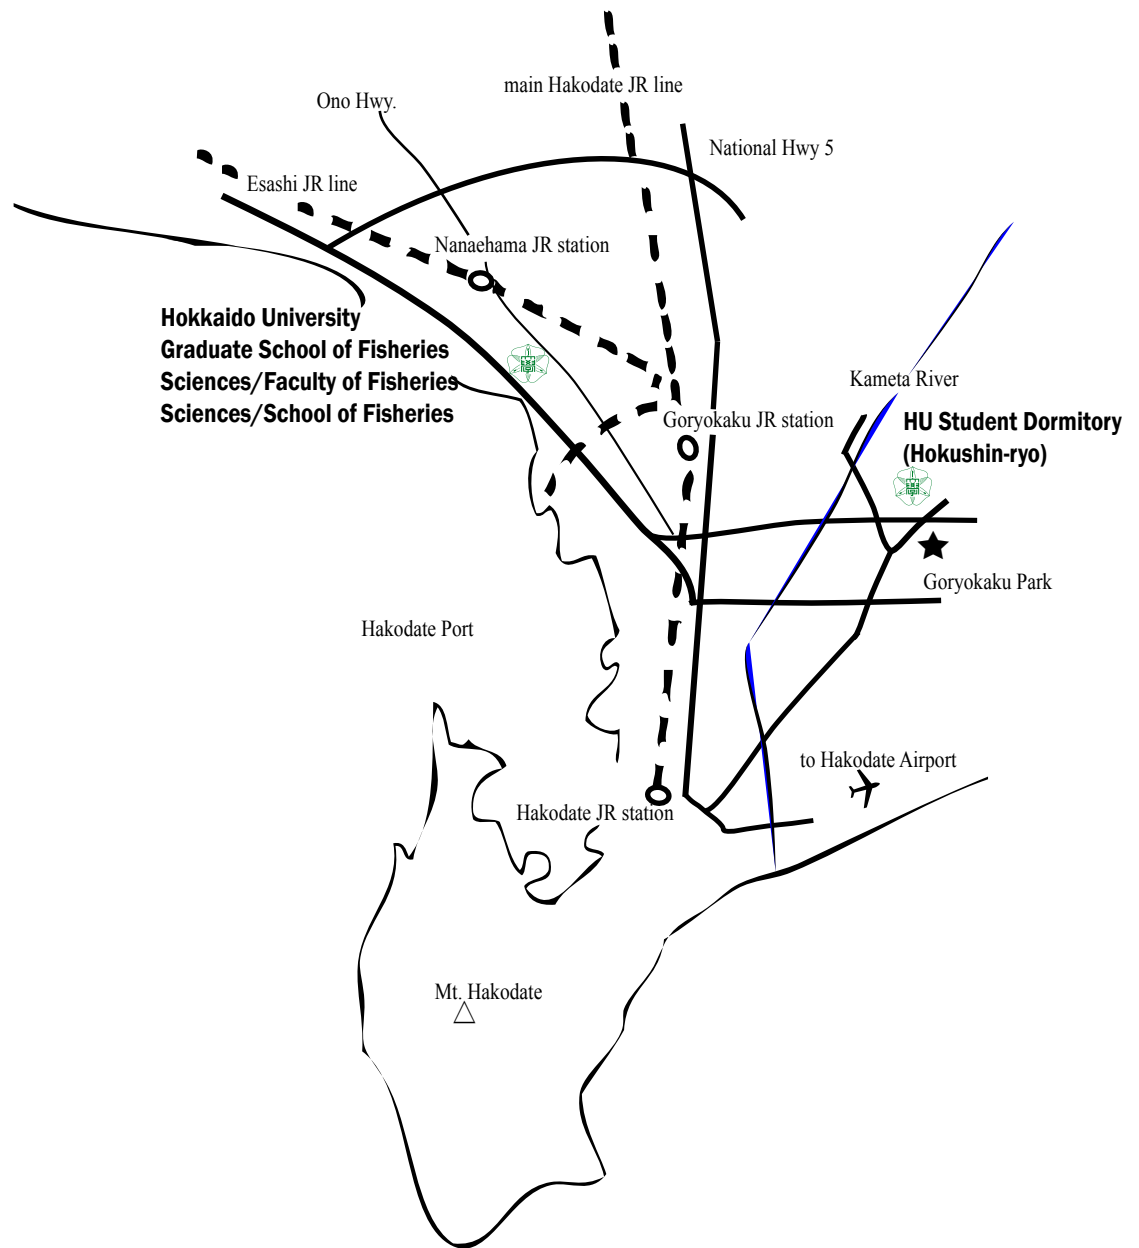 main Hakodate JR line
Ono Hwy.
National Hwy 5
Esashi JR line
Nanaehama JR station
Hokkaido University
Graduate School of Fisheries
Sciences/Faculty of Fisheries
Sciences/School of Fisheries
Kameta River
Goryokaku JR station
HU Student Dormitory
(Hokushin-ryo)
Goryokaku Park
Hakodate Port
to Hakodate Airport
Hakodate JR station
Mt. Hakodate